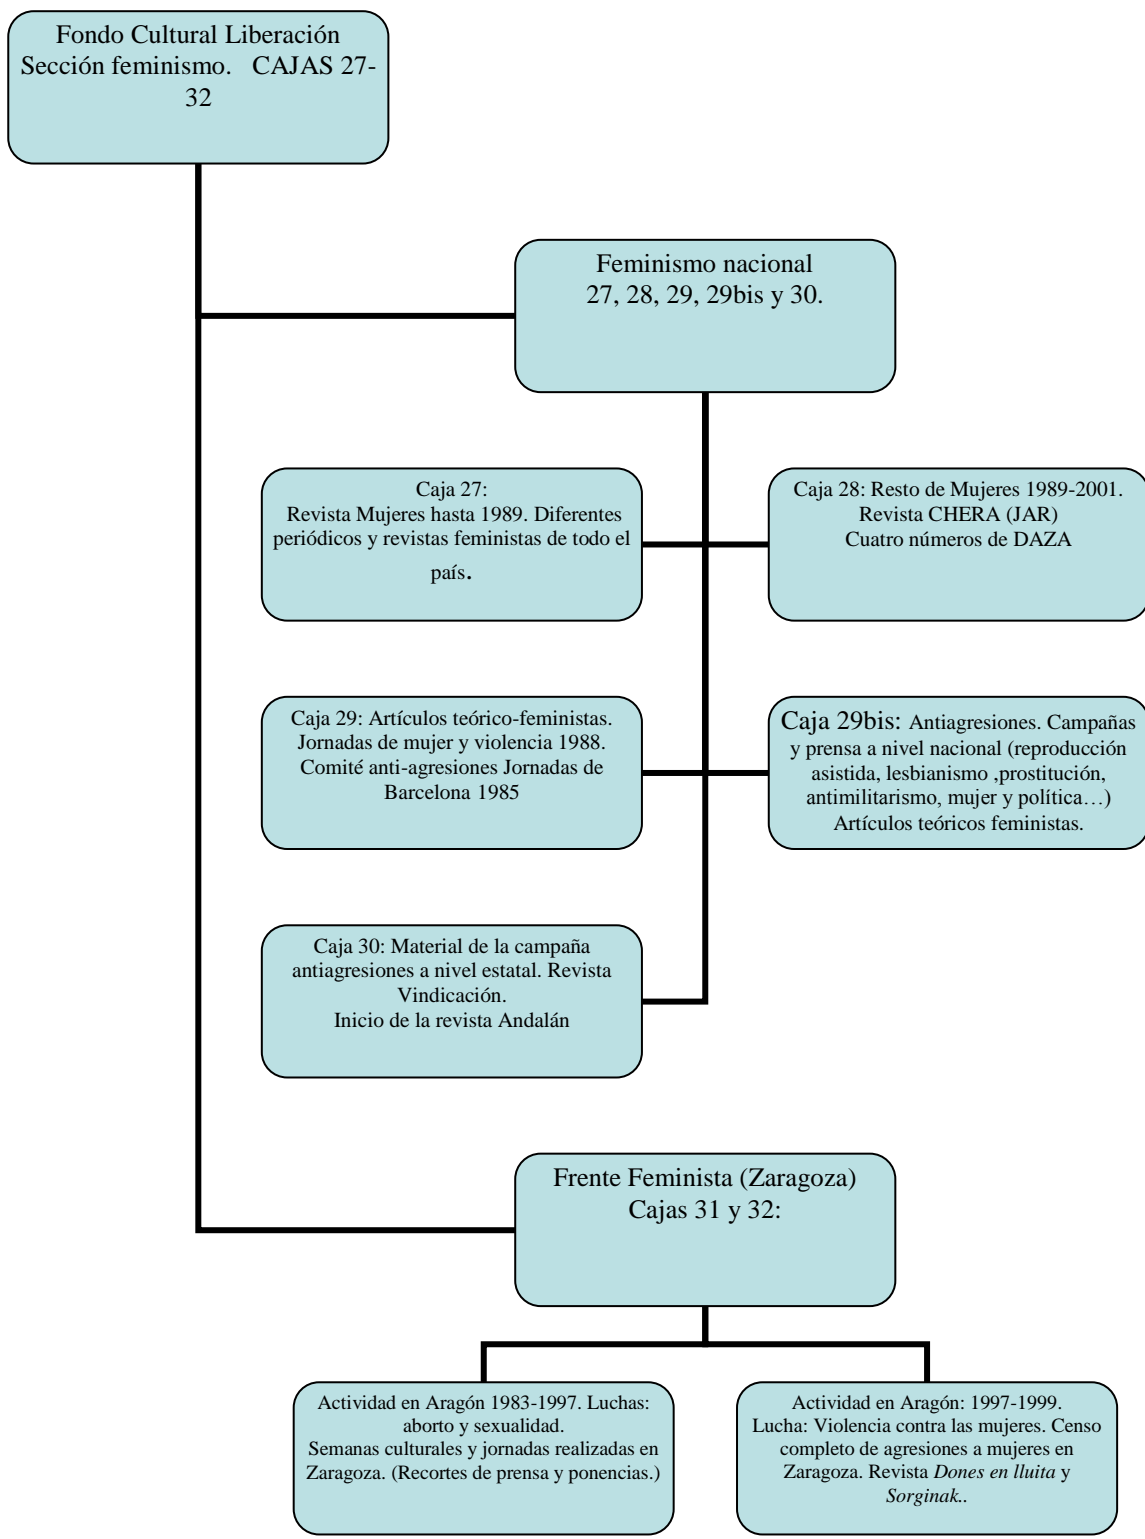 Fondo Cultural Liberación
Sección feminismo. CAJAS 27-
32
Feminismo nacional
27, 28, 29, 29bis y 30.
Caja 27:
Revista Mujeres hasta 1989. Diferentes
periódicos y revistas feministas de todo el
país.
Caja 28: Resto de Mujeres 1989-2001.
Revista CHERA (JAR)
Cuatro números de DAZA
Caja 29: Artículos teórico-feministas.
Jornadas de mujer y violencia 1988.
Comité anti-agresiones Jornadas de
Barcelona 1985
Caja 29bis: Antiagresiones. Campañas
y prensa a nivel nacional (reproducción
asistida, lesbianismo ,prostitución,
antimilitarismo, mujer y política…)
Artículos teóricos feministas.
Caja 30: Material de la campaña
antiagresiones a nivel estatal. Revista
Vindicación.
Inicio de la revista Andalán
Frente Feminista (Zaragoza)
Cajas 31 y 32:
Actividad en Aragón 1983-1997. Luchas:
aborto y sexualidad.
Semanas culturales y jornadas realizadas en
Zaragoza. (Recortes de prensa y ponencias.)
Actividad en Aragón: 1997-1999.
Lucha: Violencia contra las mujeres. Censo
completo de agresiones a mujeres en
Zaragoza. Revista Dones en lluita y
Sorginak..